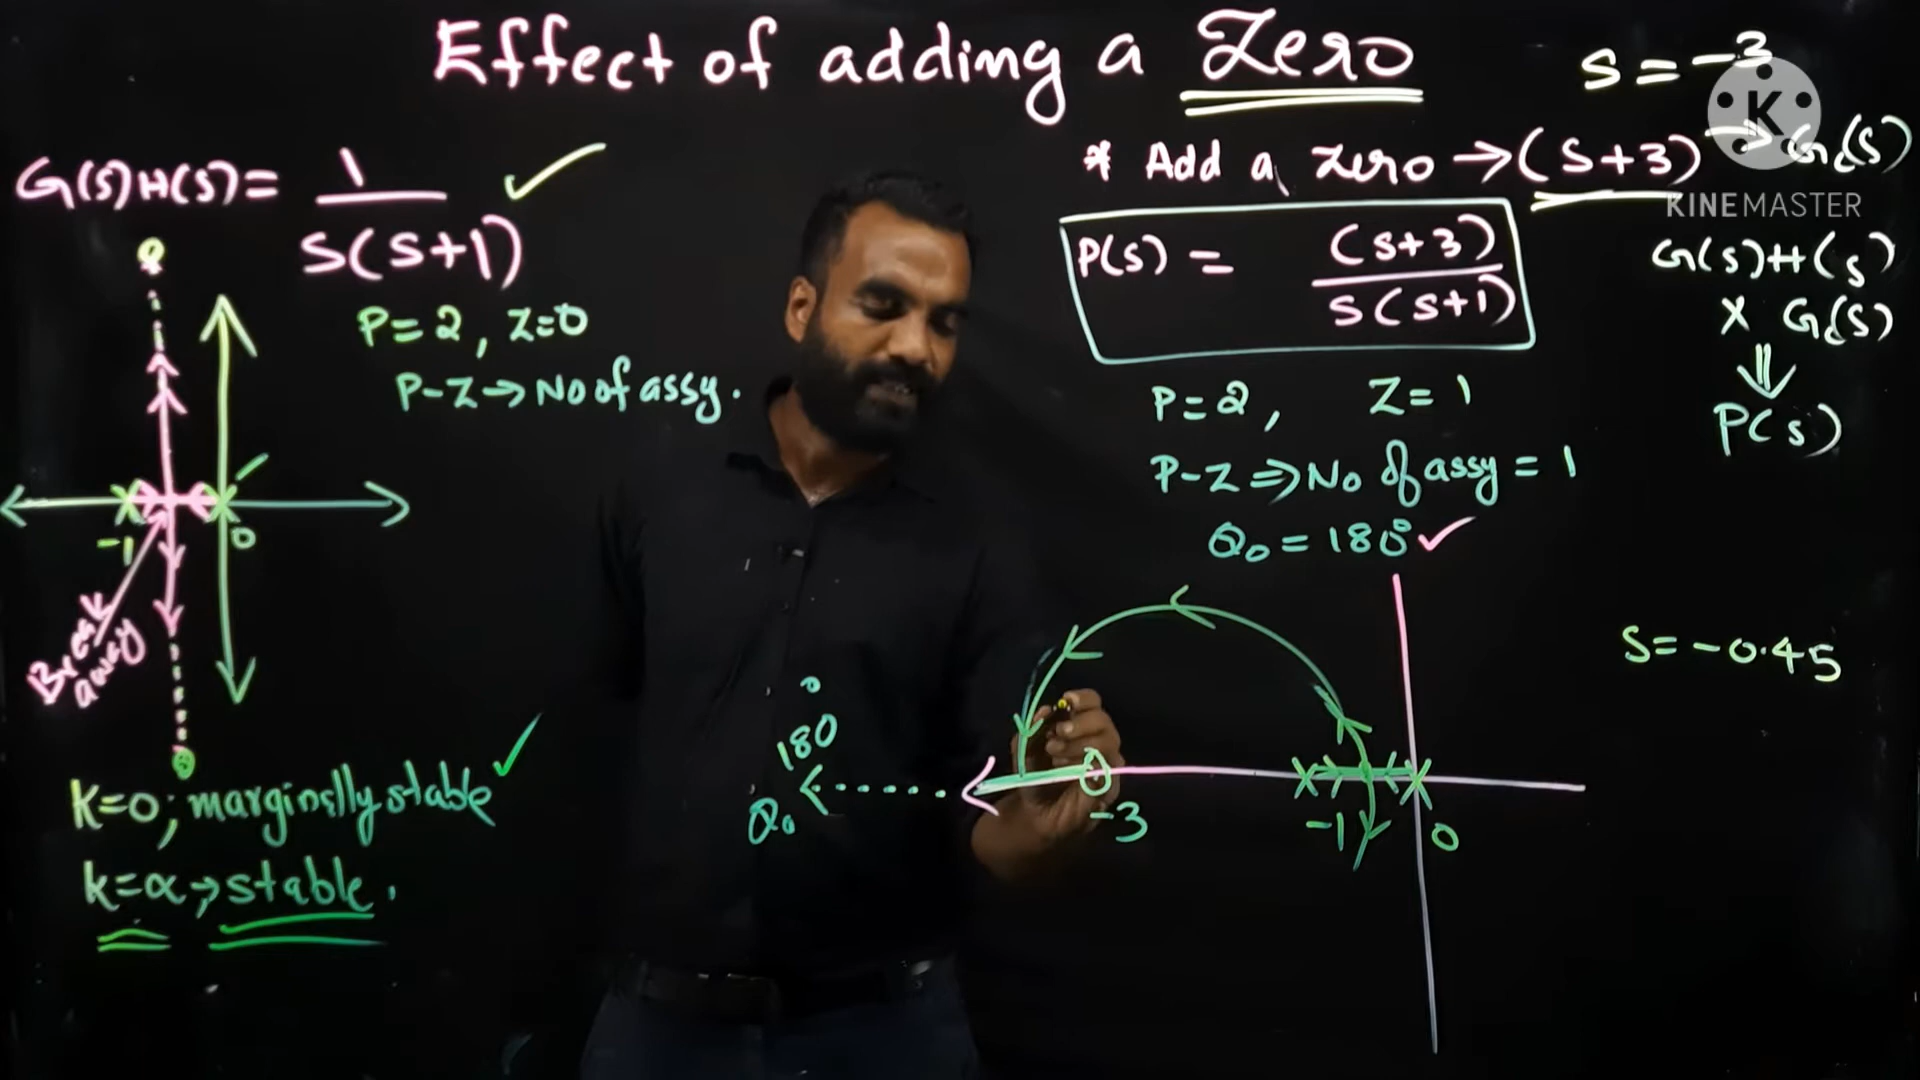 Effect of adding a Zero
S = -3
K
KINEMASTER
G(s)H(s) = 1
s(s+1)
P=2, Z=0
P-Z → No of assy.
-1
0
Break
away
K=0; marginally stable
k=α → stable.
* Add a zero → (s+3) → Gc(s)
P(s) = (s+3)
s(s+1)
G(s)H(s)
X Gc(s)
⇓
P(s)
P=2, Z=1
P-Z ⇒ No of assy = 1
Θ0 = 180°
S = -0.45
180°
Θ0
-3
-1
0